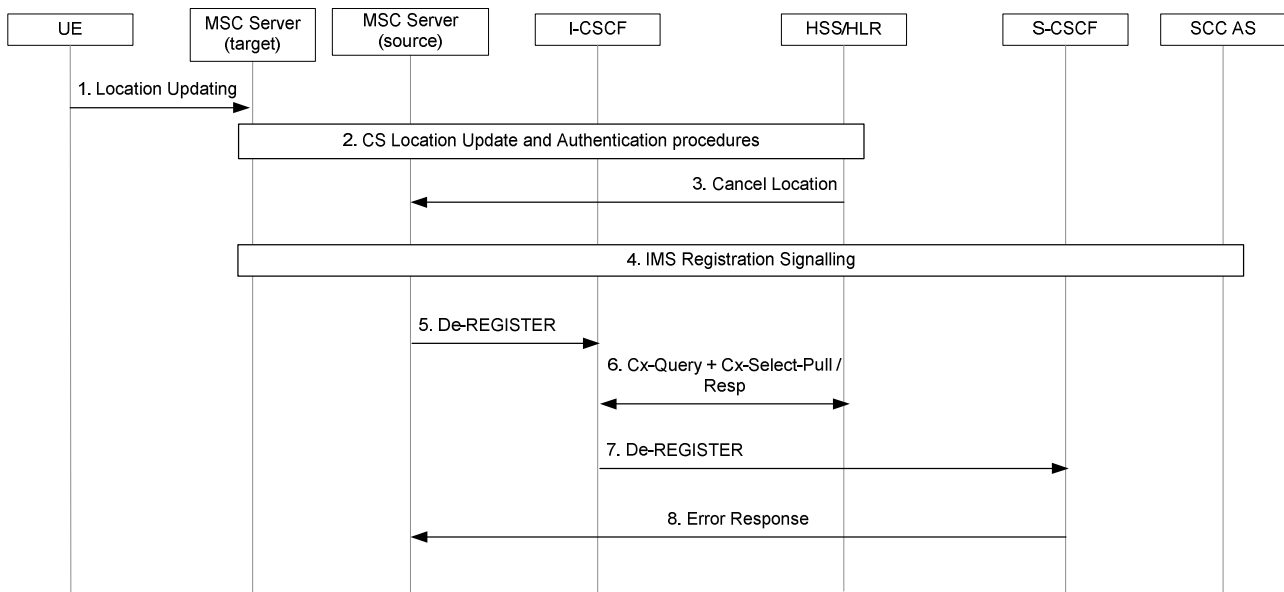 UE
MSC Server
(target)
MSC Server
(source)
I-CSCF
HSS/HLR
S-CSCF
SCC AS
1. Location Updating
2. CS Location Update and Authentication procedures
3. Cancel Location
4. IMS Registration Signalling
5. De-REGISTER
6. Cx-Query + Cx-Select-Pull /
Resp
7. De-REGISTER
8. Error Response